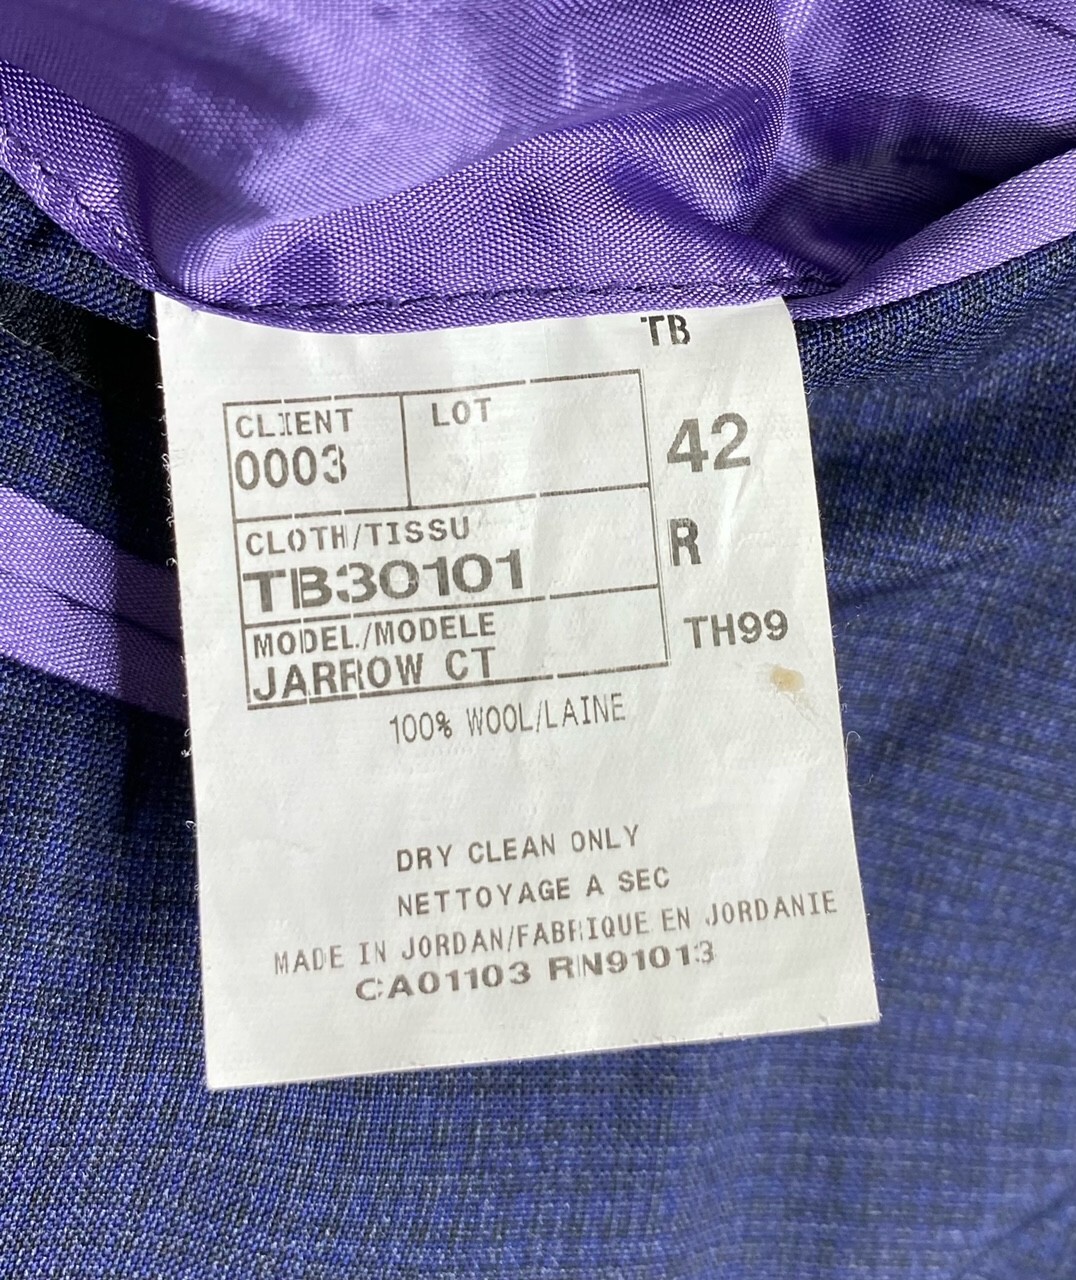 TB
CLIENT LOT
0003 42
CLOTH/TISSU R
TB30101
MODEL./MODELE TH99
JARROW CT
100% WOOL/LAINE
DRY CLEAN ONLY
NETTOYAGE A SEC
MADE IN JORDAN/FABRIQUE EN JORDANIE
CA01103 RN91013